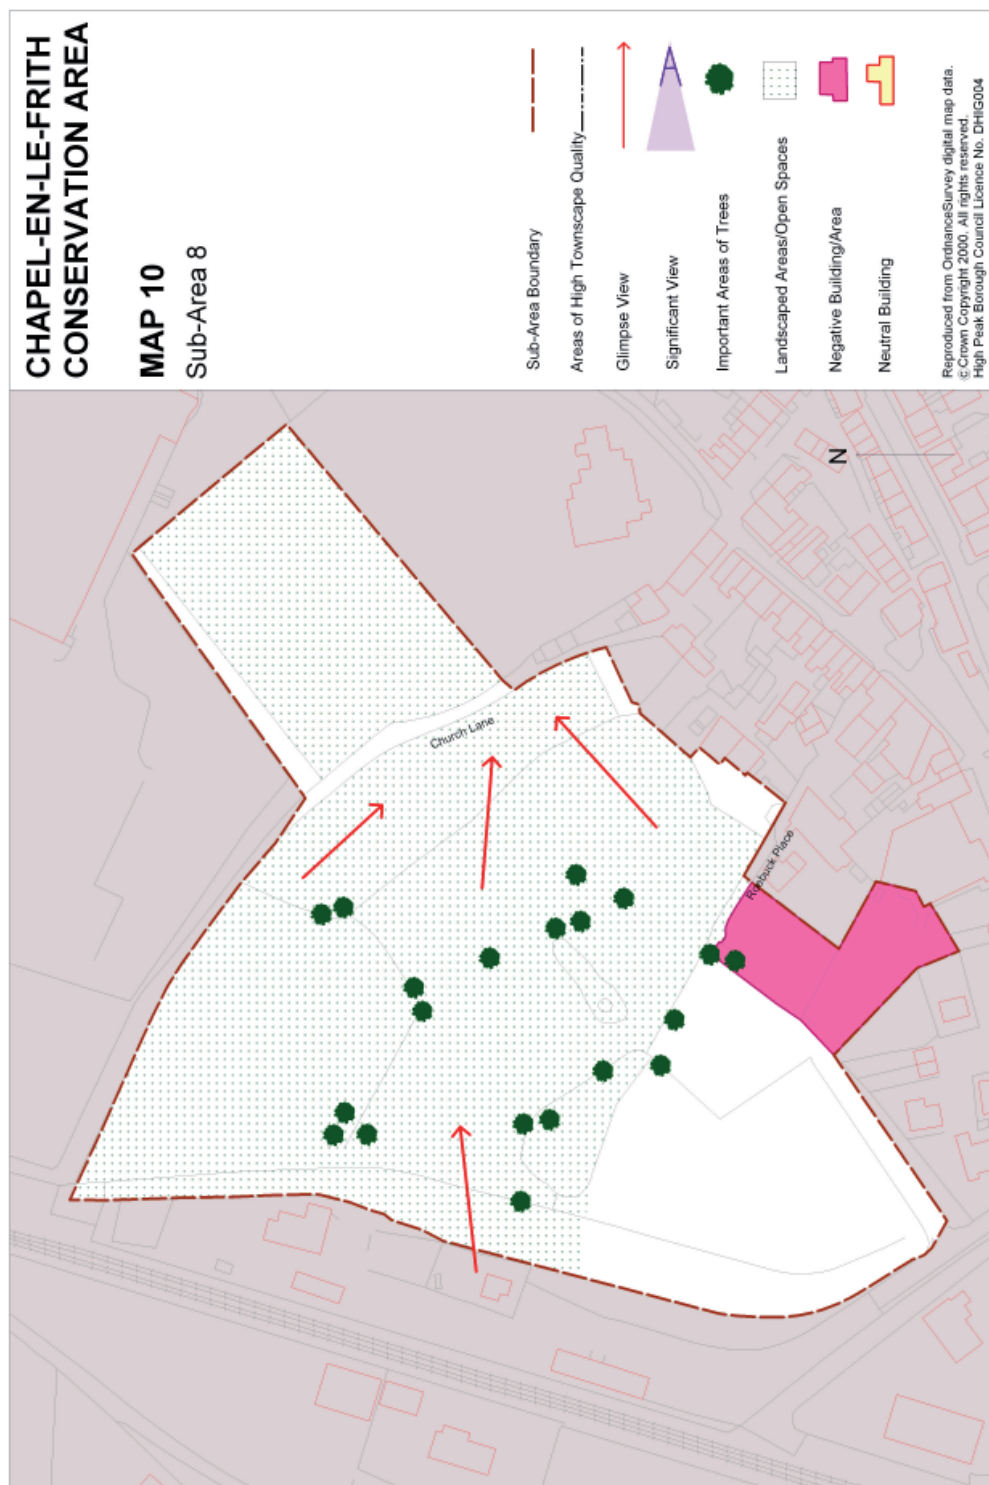 CHAPEL-EN-LE-FRITH
CONSERVATION AREA
MAP 10
Sub-Area 8
Sub-Area Boundary
Areas of High Townscape Quality
Glimpse View
Significant View
Important Areas of Trees
Landscaped Areas/Open Spaces
Negative Building/Area
Neutral Building
Reproduced from OrdnanceSurvey digital map data.
© Crown Copyright 2000. All rights reserved.
High Peak Borough Council Licence No. DHIG004
Church Lane
Roebuck Place
N